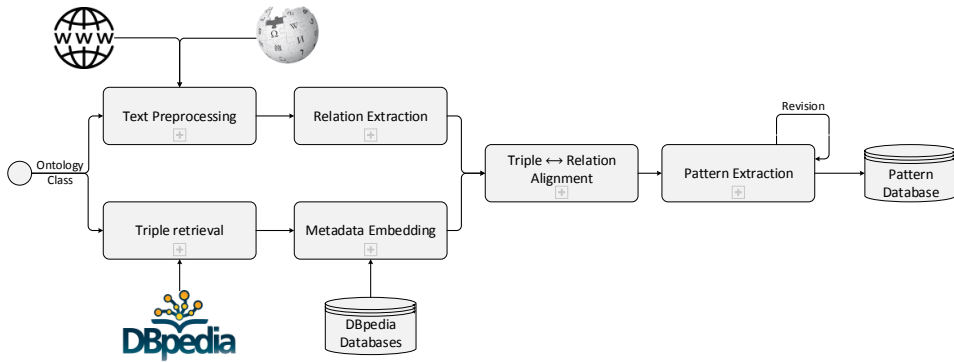 WWW
Ω W
И
Text Preprocessing
Relation Extraction
Revision
Ontology
Class
Triple ⟷ Relation
Alignment
Pattern Extraction
Pattern
Database
Triple retrieval
Metadata Embedding
DBpedia
DBpedia
Databases